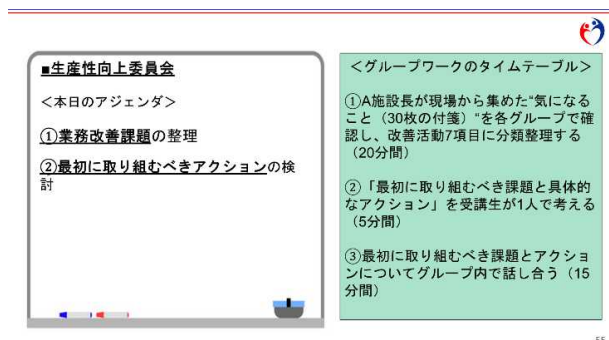 ■生産性向上委員会
＜本日のアジェンダ＞
①業務改善課題の整理
②最初に取り組むべきアクションの検
討
＜グループワークのタイムテーブル＞
①A施設長が現場から集めた“気になる
こと（30枚の付箋）“を各グループで確
認し、改善活動7項目に分類整理する
（20分間）
②「最初に取り組むべき課題と具体的
なアクション」を受講生が1人で考える
（5分間）
③最初に取り組むべき課題とアクショ
ンについてグループ内で話し合う（15
分間）
55